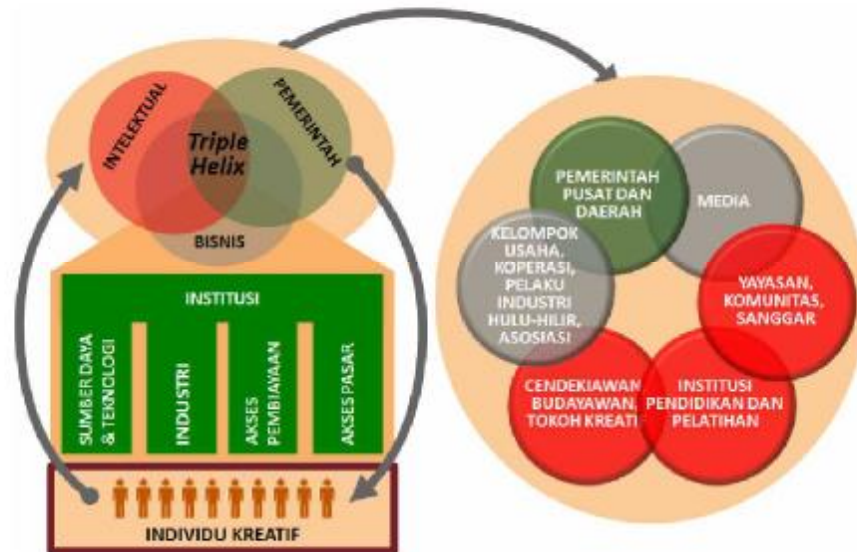 INTELEKTUAL
PEMERINTAH
Triple
Helix
BISNIS
INSTITUSI
SUMBER DAYA
& TEKNOLOGI
INDUSTRI
AKSES
PEMBIAYAAN
AKSES PASAR
INDIVIDU KREATIF
PEMERINTAH
PUSAT DAN
DAERAH
MEDIA
KELOMPOK
USAHA,
KOPERASI,
PELAKU
INDUSTRI
HULU-HILIR,
ASOSIASI
YAYASAN,
KOMUNITAS,
SANGGAR
CENDEKIAWAN
BUDAYAWAN,
TOKOH KREATIF
INSTITUSI
PENDIDIKAN DAN
PELATIHAN